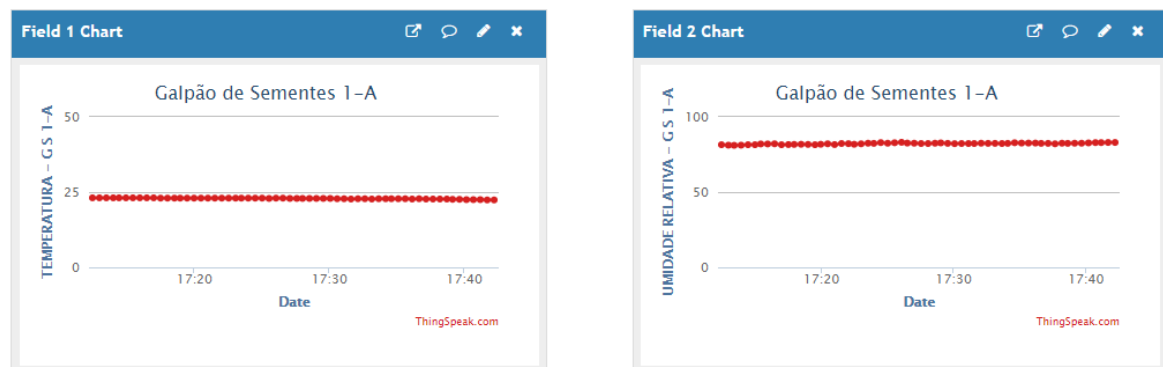 Field 1 Chart
Galpão de Sementes 1-A
TEMPERATURA - G S 1-A
50
25
0
17:20 17:30 17:40
Date
ThingSpeak.com
Field 2 Chart
Galpão de Sementes 1-A
UMIDADE RELATIVA - G S 1-A
100
50
0
17:20 17:30 17:40
Date
ThingSpeak.com